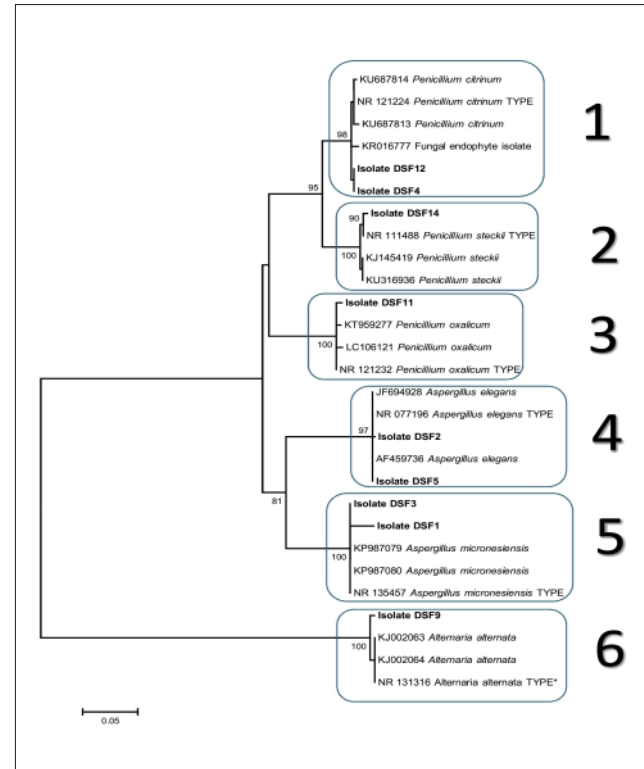 KU687814 Penicillium citrinum
NR 121224 Penicillium citrinum TYPE
KU687813 Penicillium citrinum
98
KR016777 Fungal endophyte isolate
Isolate DSF12
95
Isolate DSF4
1
Isolate DSF14
90
NR 111488 Penicillium steckii TYPE
100
KJ145419 Penicillium steckii
KU316936 Penicillium steckii
2
Isolate DSF11
KT959277 Penicillium oxalicum
100
LC106121 Penicillium oxalicum
NR 121232 Penicillium oxalicum TYPE
3
JF694928 Aspergillus elegans
NR 077196 Aspergillus elegans TYPE
97
Isolate DSF2
AF459736 Aspergillus elegans
Isolate DSF5
4
81
Isolate DSF3
Isolate DSF1
100
KP987079 Aspergillus micronesiensis
KP987080 Aspergillus micronesiensis
NR 135457 Aspergillus micronesiensis TYPE
5
Isolate DSF9
100
KJ002063 Alternaria alternata
KJ002064 Alternaria alternata
NR 131316 Alternaria alternata TYPE*
6
0.05